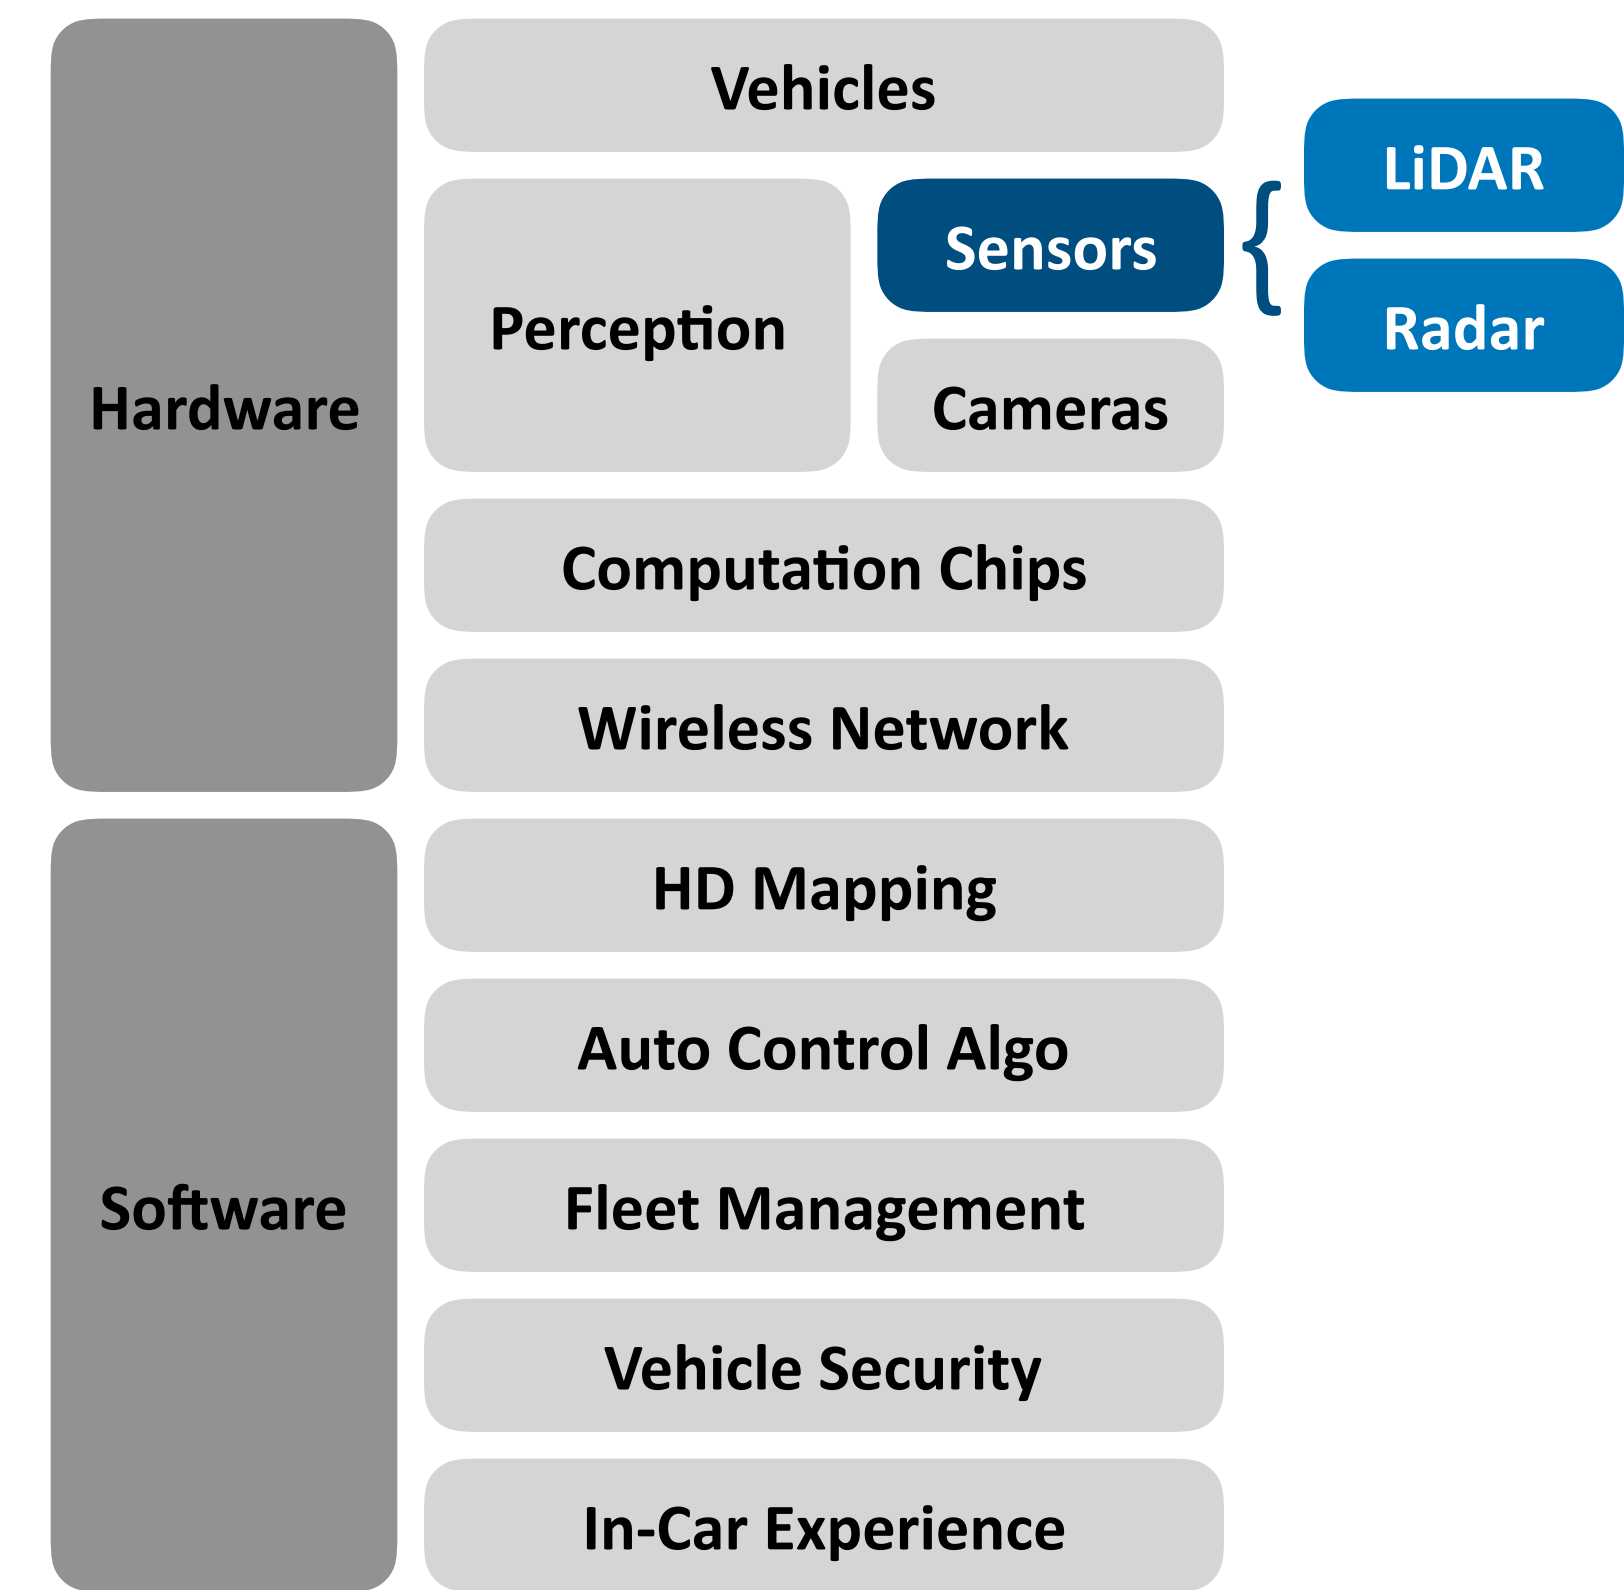 Hardware
Vehicles
Perception
Sensors
LiDAR
Radar
Cameras
Computation Chips
Wireless Network
Software
HD Mapping
Auto Control Algo
Fleet Management
Vehicle Security
In-Car Experience